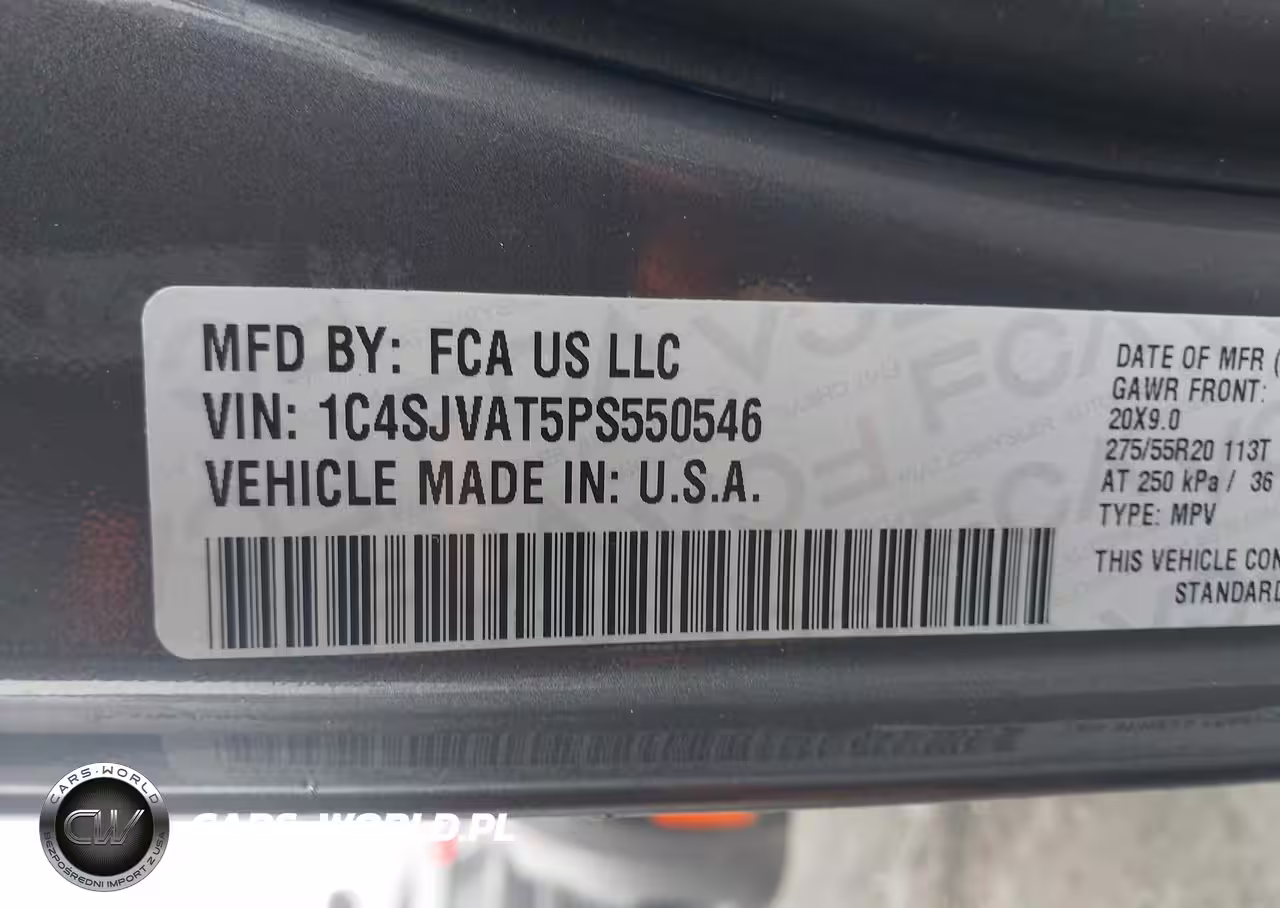 MFD BY: FCA US LLC
VIN: 1C4SJVAT5PS550546
VEHICLE MADE IN: U.S.A.
DATE OF MFR (
GAWR FRONT:
20X9.0
275/55R20 113T
AT 250 kPa / 36
TYPE: MPV
THIS VEHICLE CON
STANDARD
CARS-WORLD
CW
BEZPOŚREDNI IMPORT Z USA
CARS-WORLD.PL